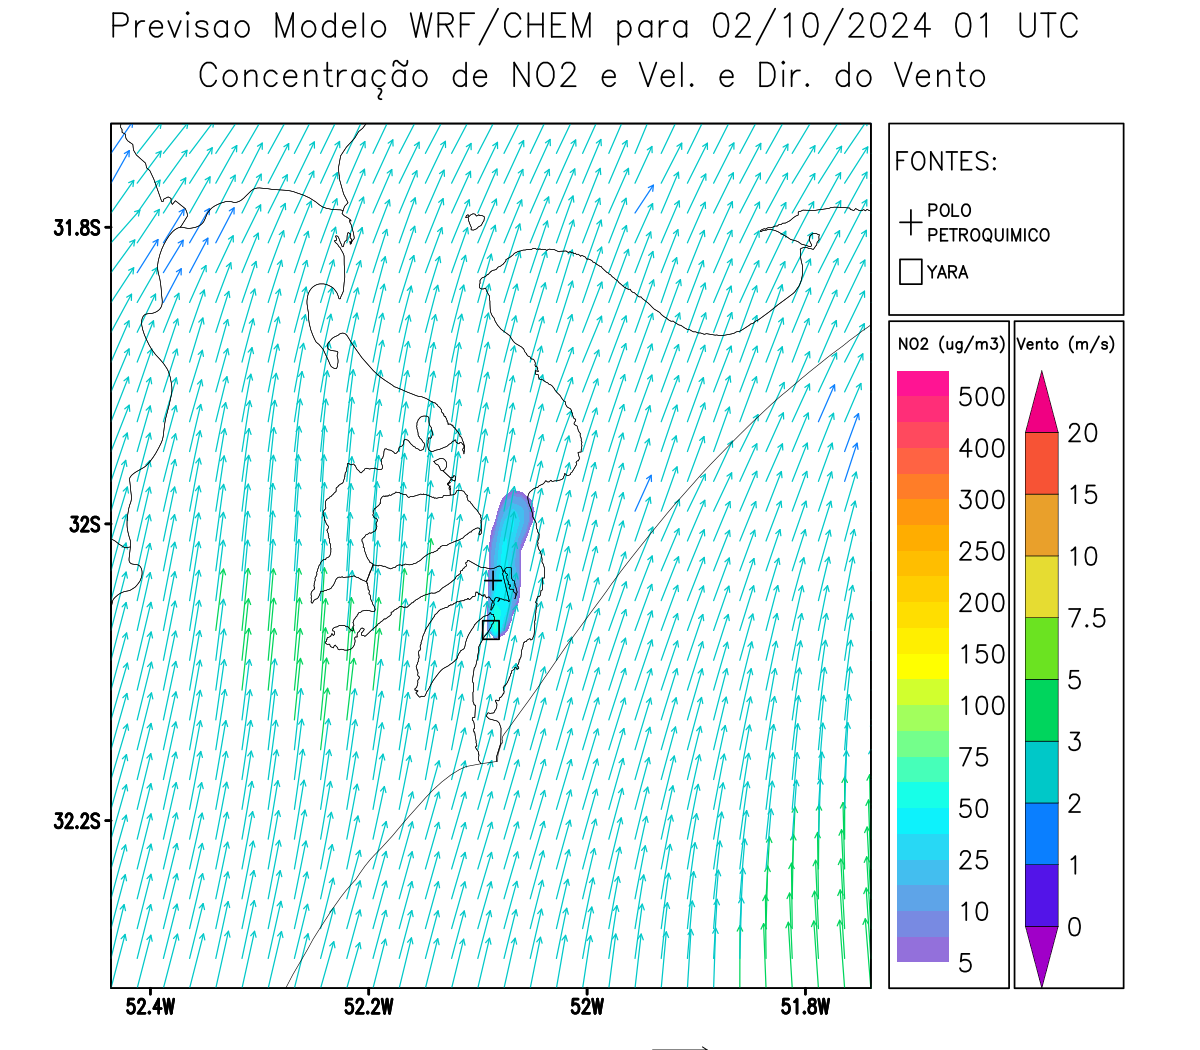 Previsao Modelo WRF/CHEM para 02/10/2024 01 UTC
Concentração de NO2 e Vel. e Dir. do Vento
FONTES:
POLO
PETROQUIMICO
YARA
31.8S
32S
32.2S
52.4W
52.2W
52W
51.8W
NO2 (ug/m3)
500
400
300
250
200
150
100
75
50
25
10
5
Vento (m/s)
20
15
10
7.5
5
3
2
1
0